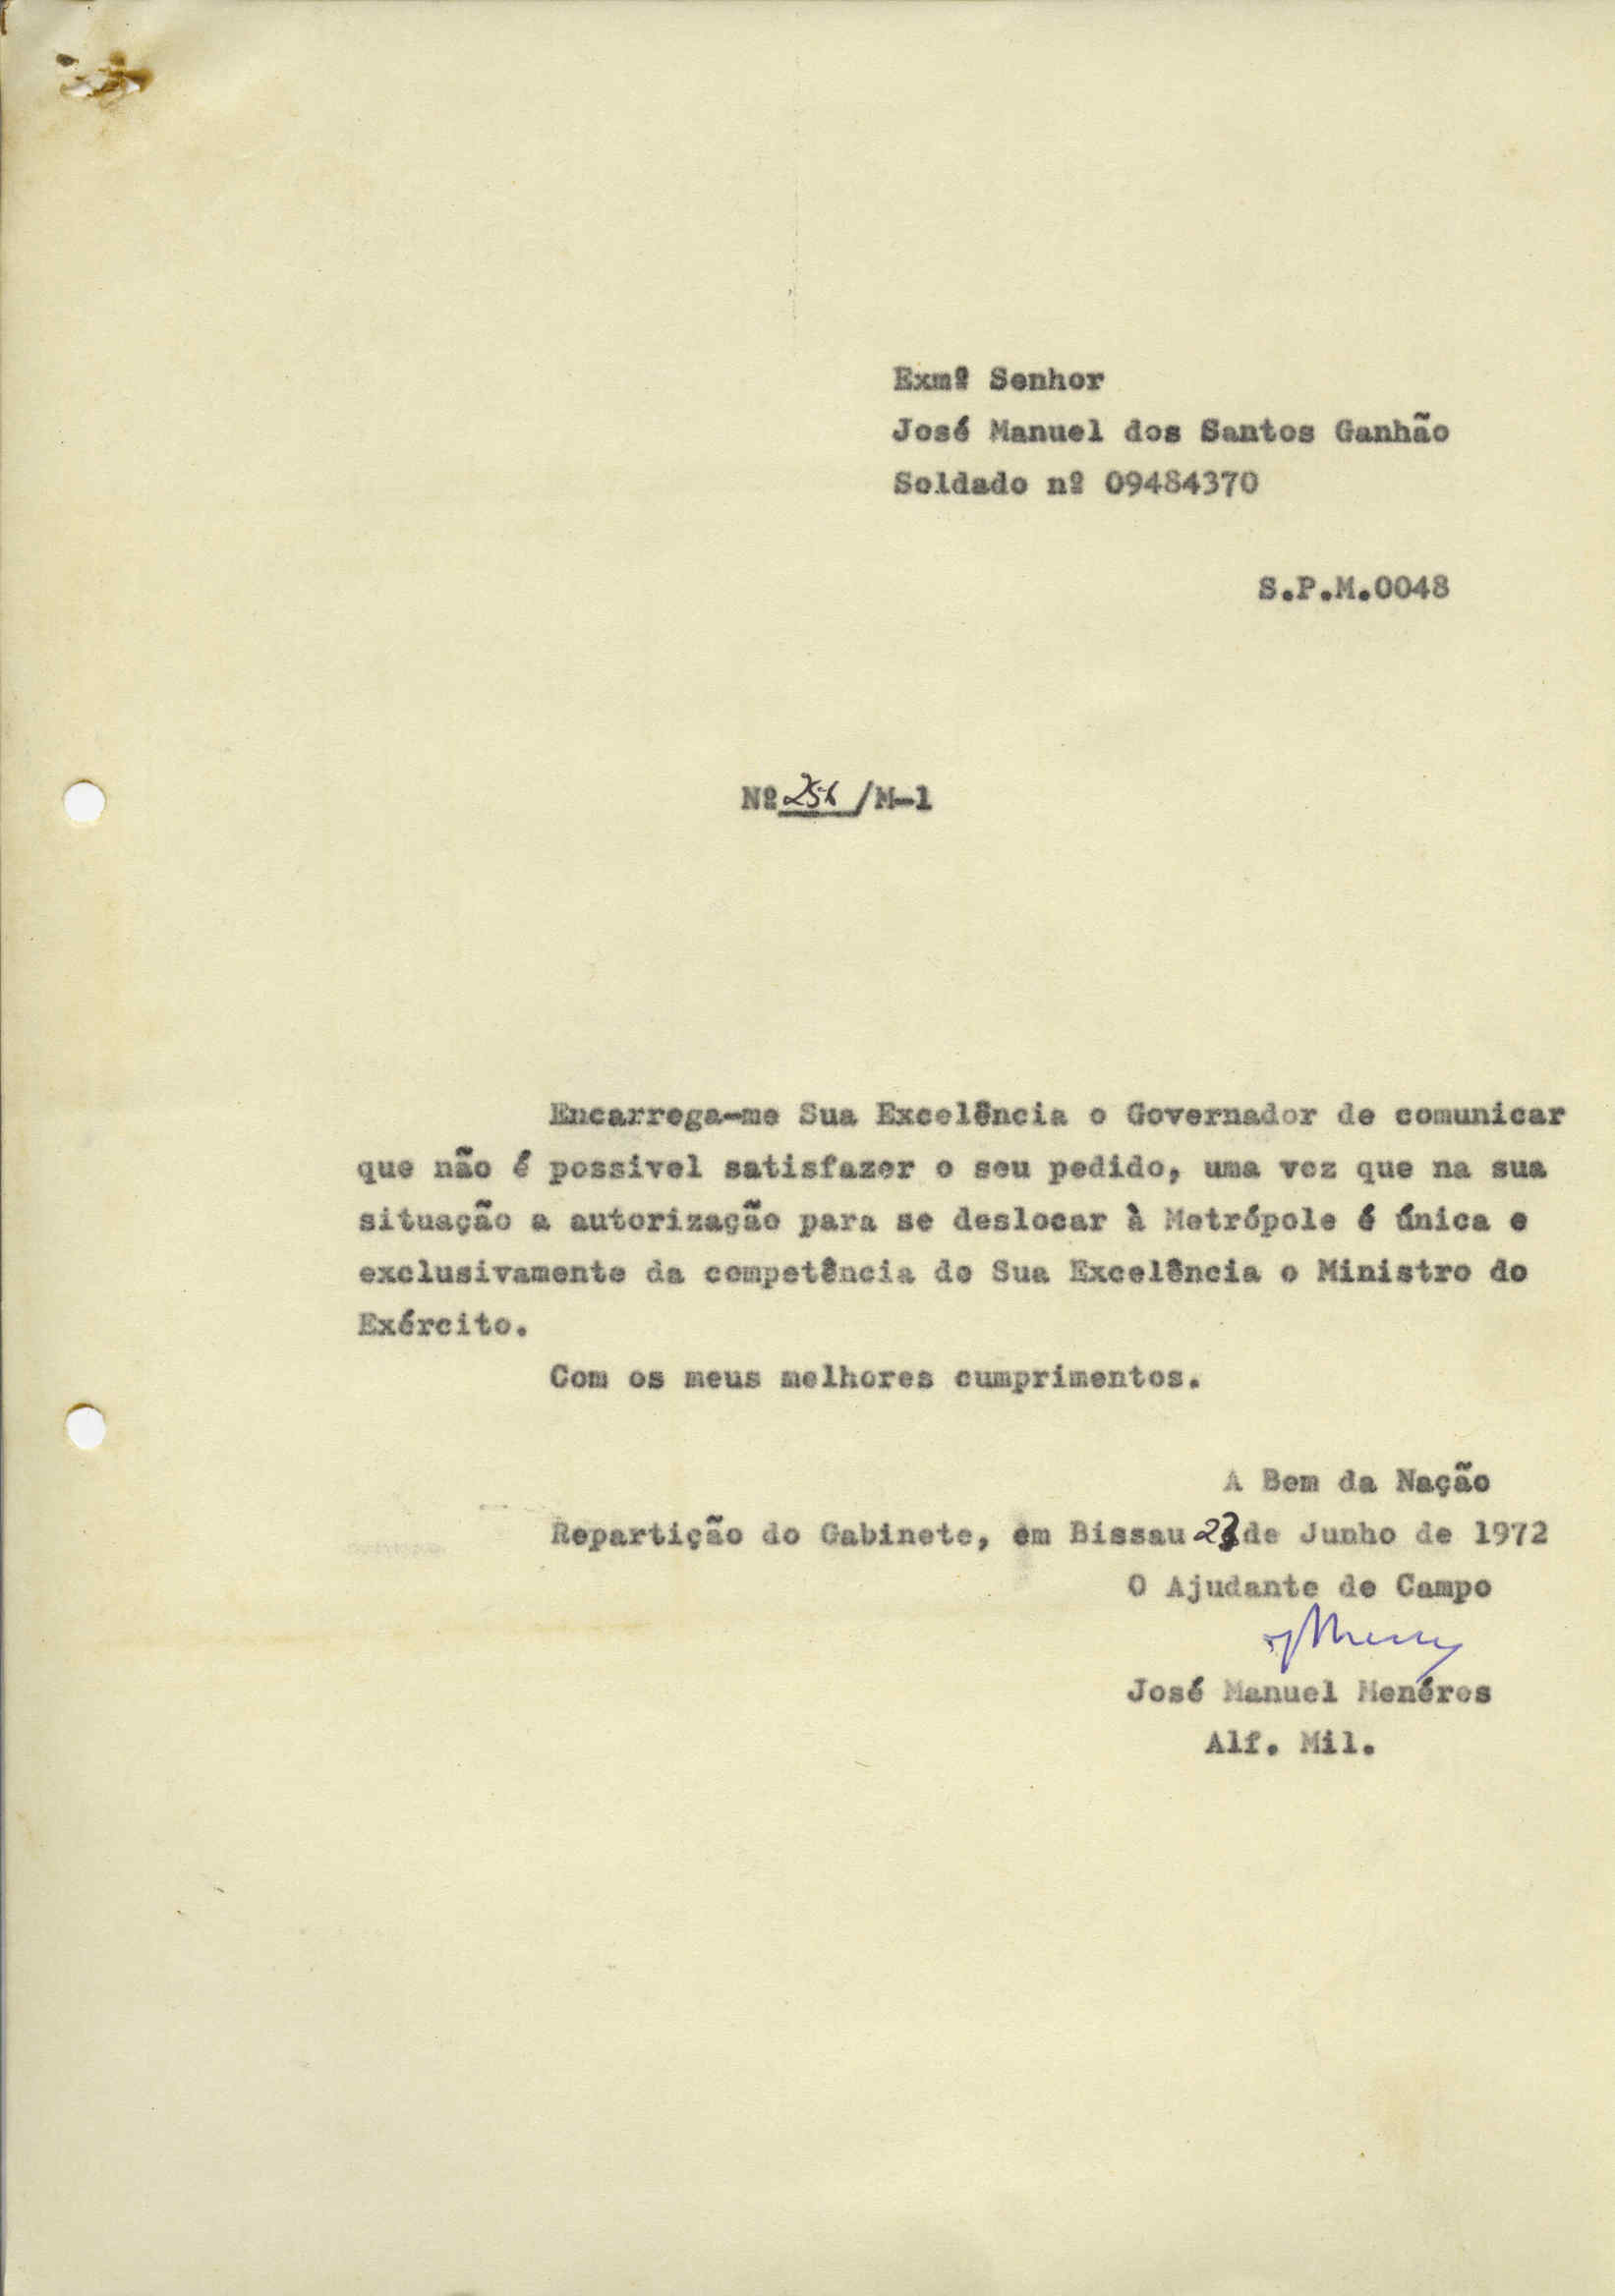 Exmº Senhor
José Manuel dos Santos Ganhão
Soldado nº 09484370
S.P.M.0048
Nº 256 /M-1
Encarrega-me Sua Excelência o Governador de comunicar
que não é possivel satisfazer o seu pedido, uma vez que na sua
situação a autorização para se deslocar à Metrópole é única e
exclusivamente da competência de Sua Excelência o Ministro do
Exército.
Com os meus melhores cumprimentos.
A Bem da Nação
Repartição do Gabinete, em Bissau de Junho de 1972
O Ajudante de Campo
José Manuel Menéres
Alf. Mil.